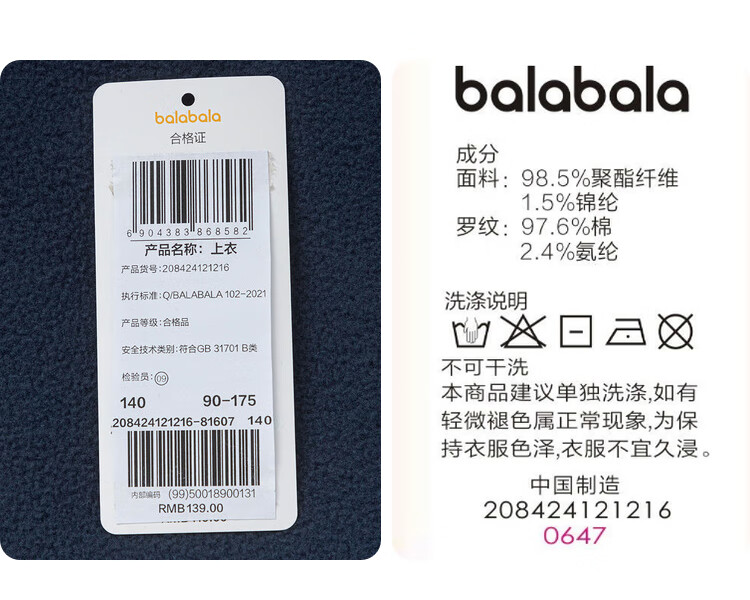 balabala
合格证
6 904383 868582
产品名称：上衣
产品货号:208424121216
执行标准:Q/BALABALA 102-2021
产品等级:合格品
安全技术类别:符合GB 31701 B类
检验员:09
140 90-175
208424121216-81607 140
内部编码 (99)50018900131
RMB139.00
balabala
成分
面料：98.5%聚酯纤维
1.5%锦纶
罗纹：97.6%棉
2.4%氨纶
洗涤说明
不可干洗
本商品建议单独洗涤,如有
轻微褪色属正常现象,为保
持衣服色泽,衣服不宜久浸。
中国制造
208424121216
0647